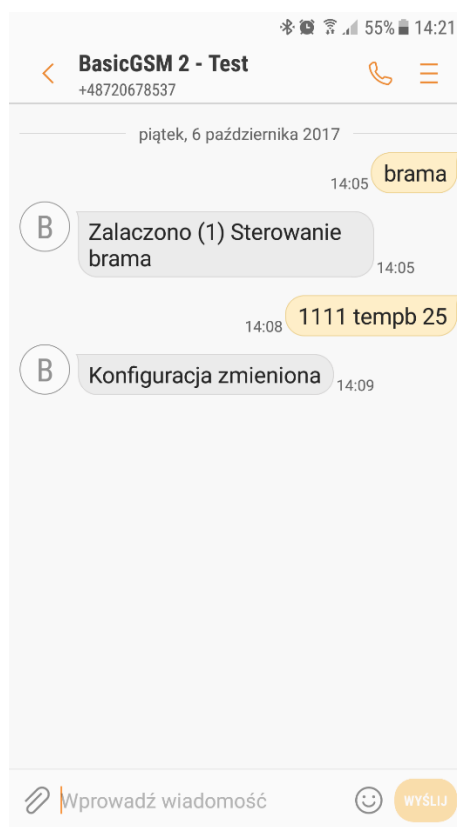 55% 14:21
BasicGSM 2 - Test
+48720678537
piątek, 6 października 2017
14:05 brama
B
Zalaczono (1) Sterowanie
brama
14:05
14:08 1111 tempb 25
B
Konfiguracja zmieniona 14:09
Wprowadź wiadomość WYŚLIJ